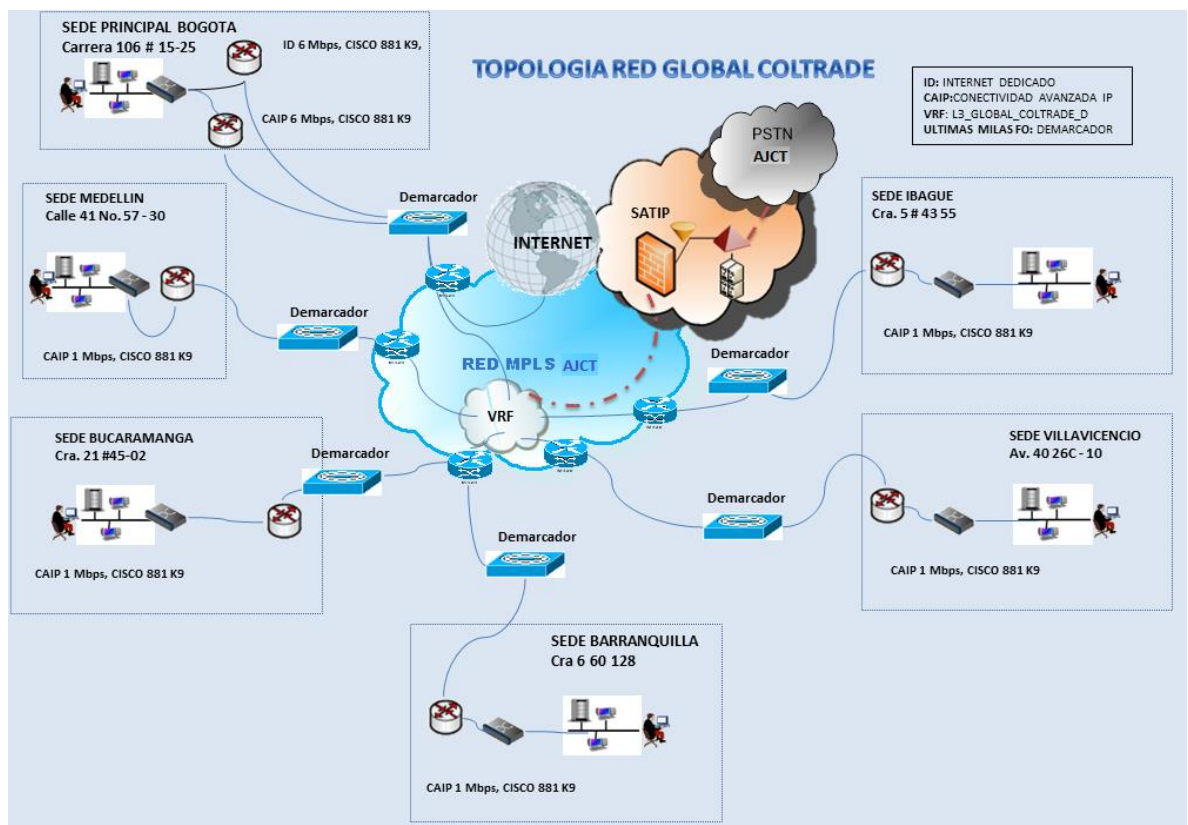 SEDE PRINCIPAL BOGOTA
Carrera 106 # 15-25
ID 6 Mbps, CISCO 881 K9,
CAIP 6 Mbps, CISCO 881 K9
TOPOLOGIA RED GLOBAL COLTRADE
ID: INTERNET DEDICADO
CAIP:CONECTIVIDAD AVANZADA IP
VRF: L3_GLOBAL_COLTRADE_D
ULTIMAS MILAS FO: DEMARCADOR
PSTN
AJCT
SATIP
INTERNET
Demarcador
SEDE MEDELLIN
Calle 41 No. 57 - 30
CAIP 1 Mbps, CISCO 881 K9
Demarcador
SEDE IBAGUE
Cra. 5 # 43 55
CAIP 1 Mbps, CISCO 881 K9
Demarcador
RED MPLS AJCT
VRF
SEDE BUCARAMANGA
Cra. 21 #45-02
Demarcador
CAIP 1 Mbps, CISCO 881 K9
SEDE VILLAVICENCIO
Av. 40 26C - 10
Demarcador
CAIP 1 Mbps, CISCO 881 K9
Demarcador
SEDE BARRANQUILLA
Cra 6 60 128
CAIP 1 Mbps, CISCO 881 K9